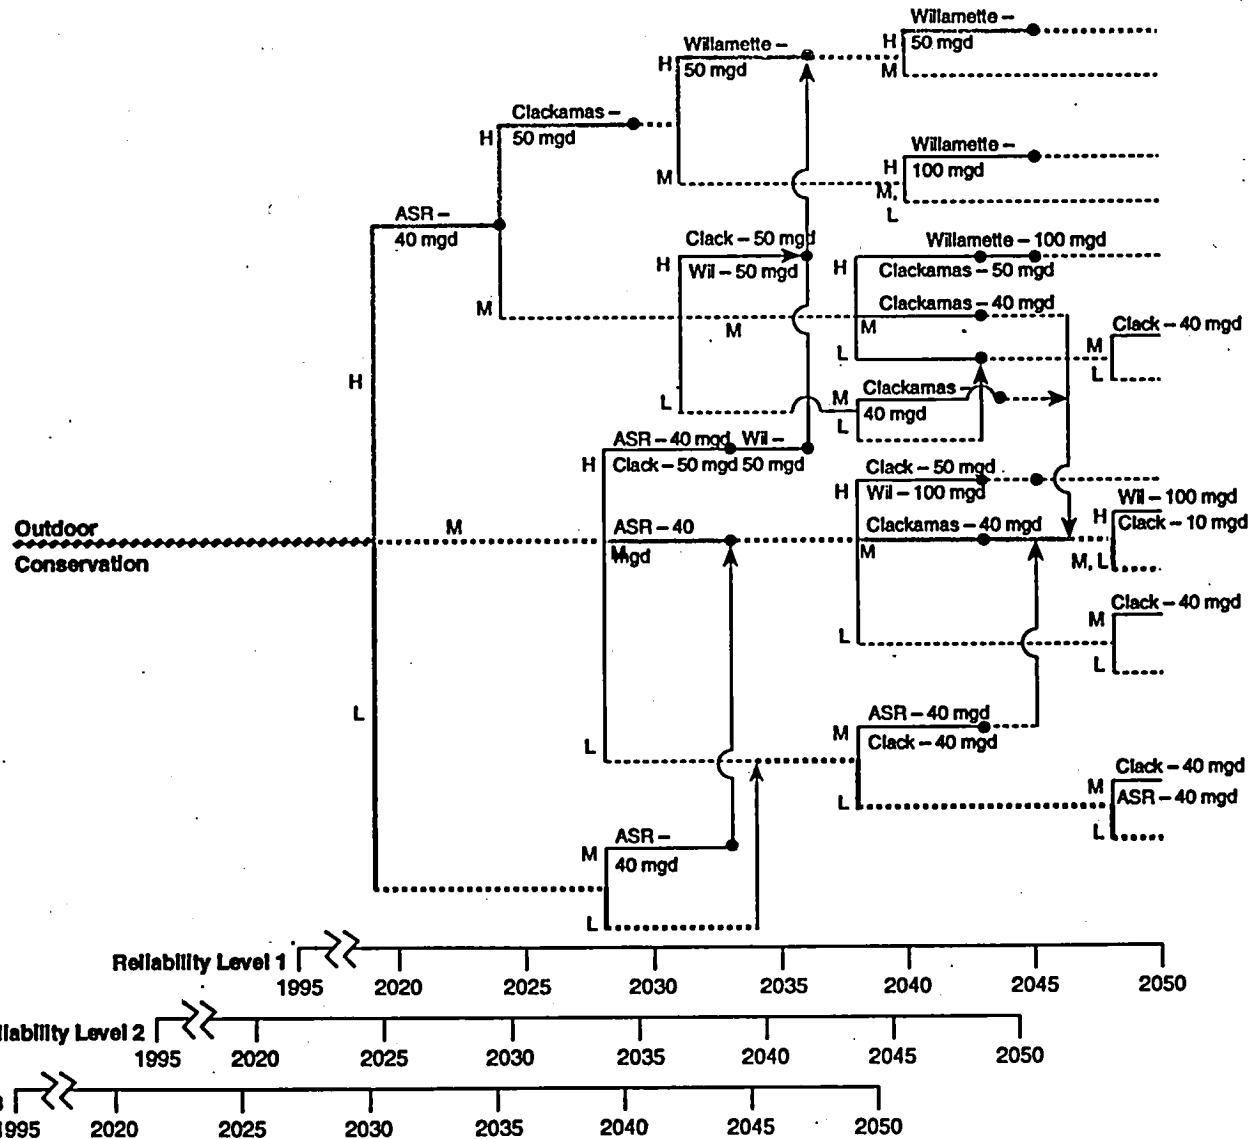 Willamette –
H 50 mgd
M
Willamette –
H 50 mgd
M
Clackamas –
H 50 mgd
M
Willamette –
H 100 mgd
M,
L
ASR –
40 mgd
Clack – 50 mgd
H Wil – 50 mgd
M
L
Willamette – 100 mgd
H Clackamas – 50 mgd
Clackamas – 40 mgd
M
L
Clack – 40 mgd
M
L
Clackamas –
M 40 mgd
L
H
M
L
ASR – 40 mgd Wil –
H Clack – 50 mgd 50 mgd
ASR – 40
M mgd
L
Clack – 50 mgd
H Wil – 100 mgd
Clackamas – 40 mgd
M
L
Wil – 100 mgd
H Clack – 10 mgd
M, L
Outdoor
Conservation
Clack – 40 mgd
M
L
ASR – 40 mgd
M Clack – 40 mgd
L
Clack – 40 mgd
M ASR – 40 mgd
L
ASR –
M 40 mgd
L
Reliability Level 1
1995 2020 2025 2030 2035 2040 2045 2050
liability Level 2
1995 2020 2025 2030 2035 2040 2045 2050
3
1995 2020 2025 2030 2035 2040 2045 2050